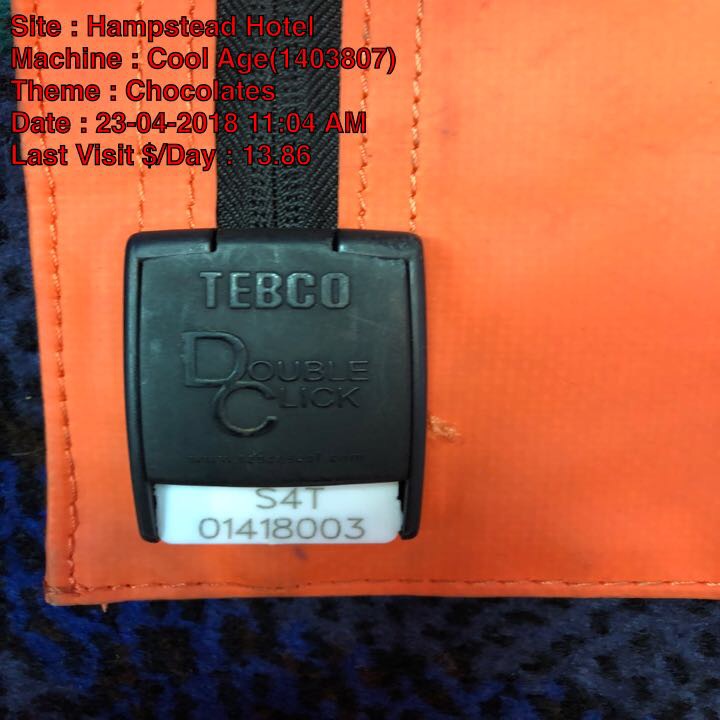 Site : Hampstead Hotel
Machine : Cool Age(1403807)
Theme : Chocolates
Date : 23-04-2018 11:04 AM
Last Visit $/Day : 13.86
TEBCO
DOUBLE
CLICK
S4T
01418003